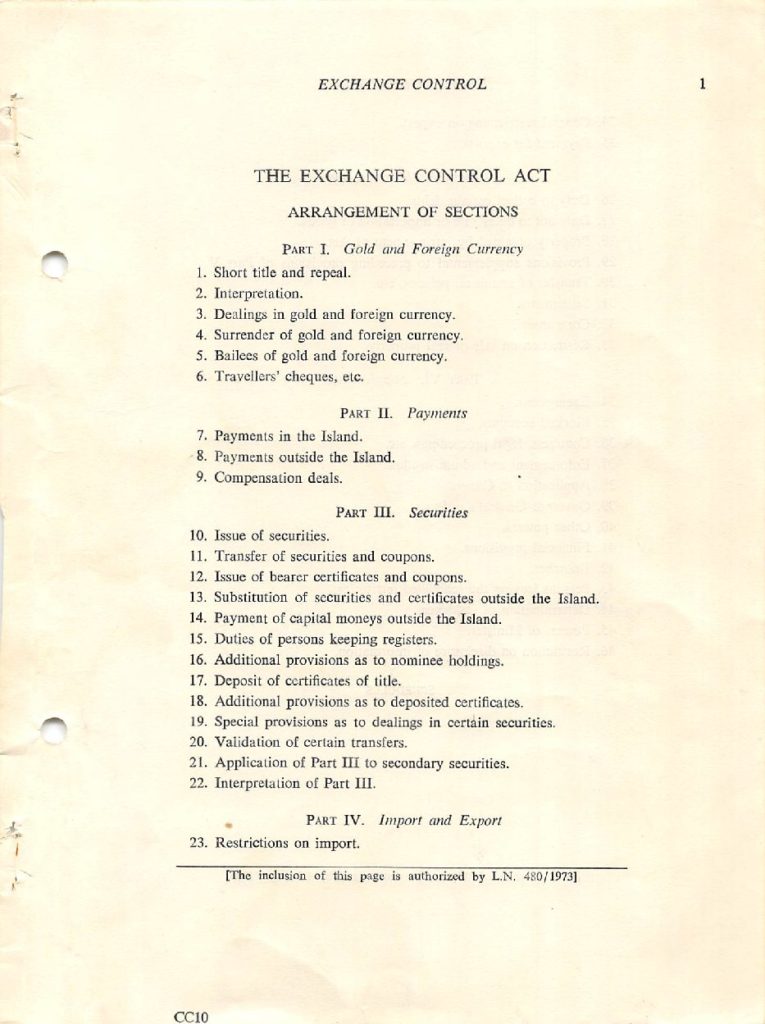 EXCHANGE CONTROL 1
THE EXCHANGE CONTROL ACT
ARRANGEMENT OF SECTIONS
PART I. Gold and Foreign Currency
1. Short title and repeal.
2. Interpretation.
3. Dealings in gold and foreign currency.
4. Surrender of gold and foreign currency.
5. Bailees of gold and foreign currency.
6. Travellers' cheques, etc.
PART II. Payments
7. Payments in the Island.
8. Payments outside the Island.
9. Compensation deals.
PART III. Securities
10. Issue of securities.
11. Transfer of securities and coupons.
12. Issue of bearer certificates and coupons.
13. Substitution of securities and certificates outside the Island.
14. Payment of capital moneys outside the Island.
15. Duties of persons keeping registers.
16. Additional provisions as to nominee holdings.
17. Deposit of certificates of title.
18. Additional provisions as to deposited certificates.
19. Special provisions as to dealings in certain securities.
20. Validation of certain transfers.
21. Application of Part III to secondary securities.
22. Interpretation of Part III.
PART IV. Import and Export
23. Restrictions on import.
[The inclusion of this page is authorized by L.N. 480/1973]
CC10